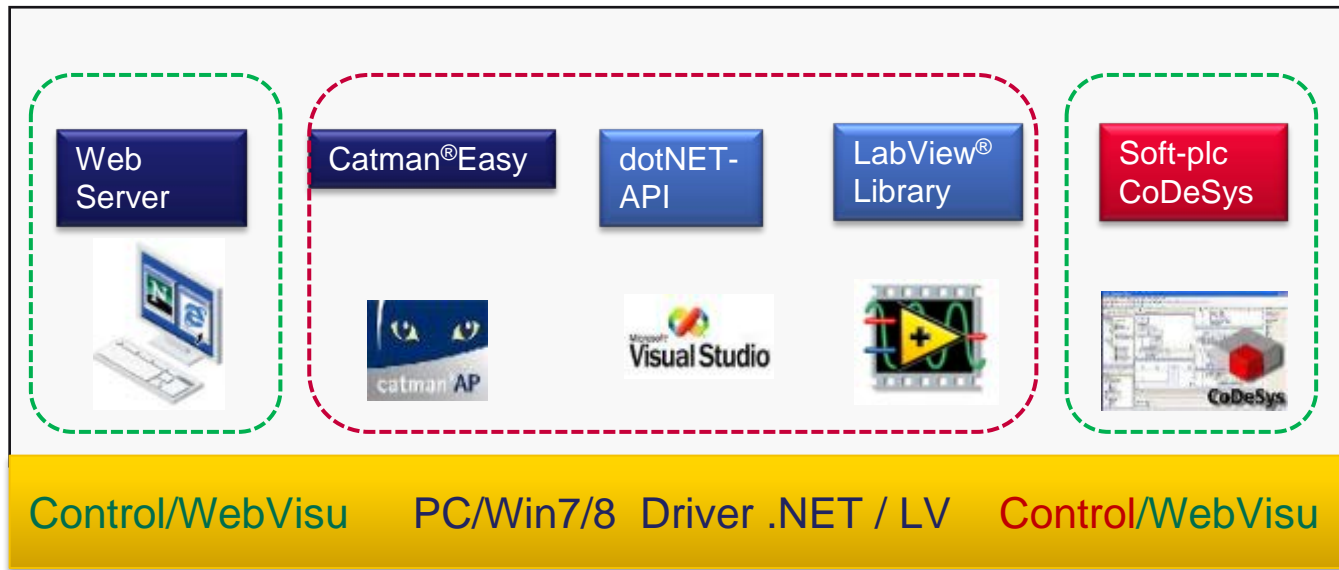 Web
Server
Catman®Easy
dotNET-
API
LabView®
Library
Soft-plc
CoDeSys
catman®AP
Microsoft
Visual Studio
CoDeSys
Control/WebVisu PC/Win7/8 Driver .NET / LV Control/WebVisu